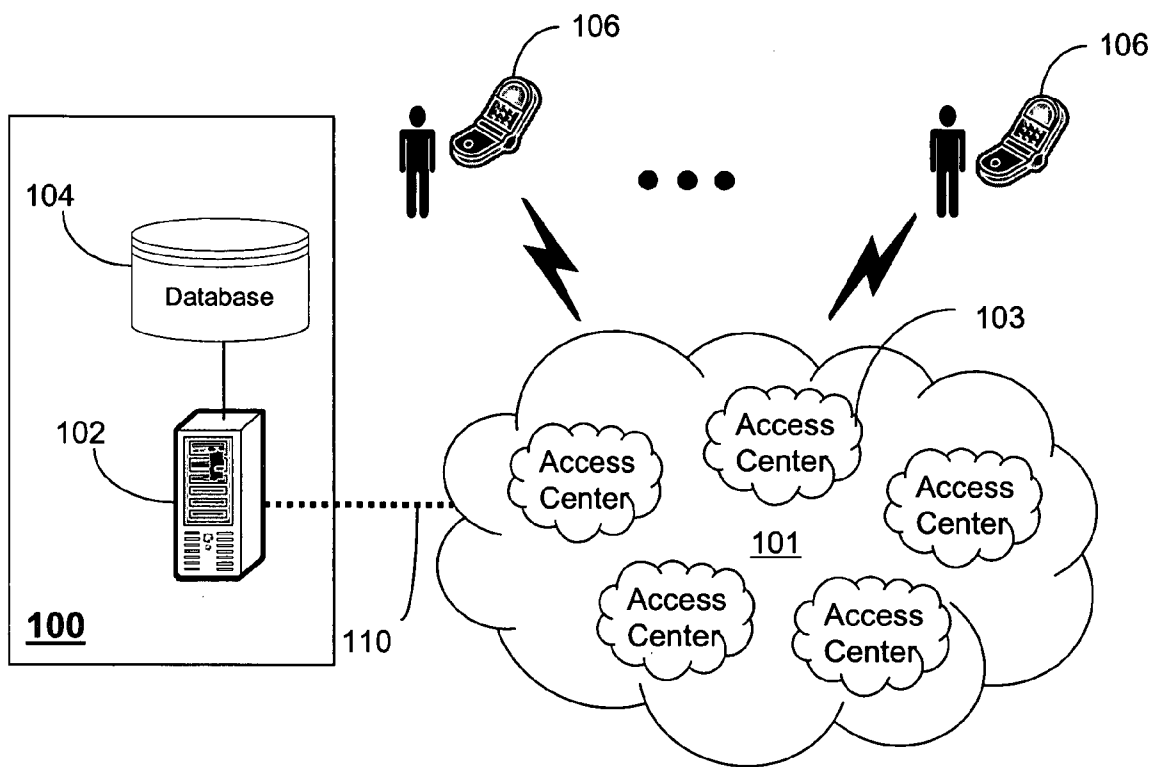 106
106
104
Database
103
Access
Center
Access
Center
Access
Center
102
101
Access
Center
Access
Center
100
110